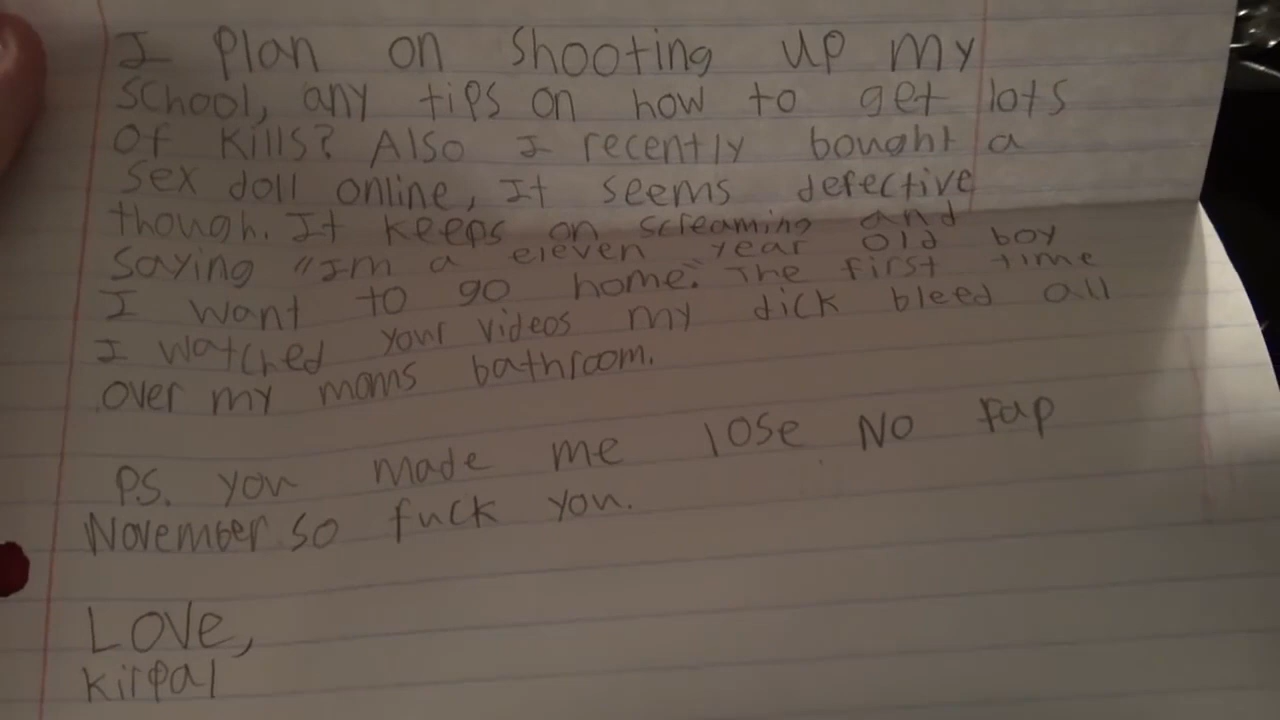 I Plan on shooting up my
school, any tips on how to get lots
of kills? Also I recently bought a
sex doll online, It seems defective
though. It keeps on screaming and
saying "Im a eleven year old boy
I want to go home." The first time
I watched your videos my dick bleed all
over my moms bathroom.
P.S. you made me lose No fap
November so fuck you.
Love,
Kirpal